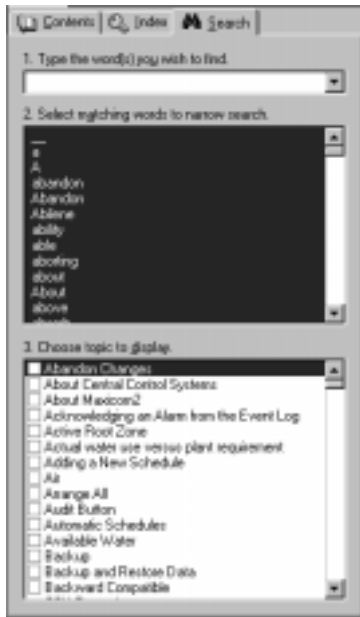 Contents Index Search
1. Type the word(s) you wish to find.
2. Select matching words to narrow search.
__
a
A
abandon
Abandon
Abilene
ability
able
aborting
about
About
above
3. Choose topic to display.
Abandon Changes
About Central Control Systems
About Maxicom2
Acknowledging an Alarm from the Event Log
Active Root Zone
Actual water use versus plant requirement
Adding a New Schedule
Air
Arrange All
Audit Button
Automatic Schedules
Available Water
Backup
Backup and Restore Data
Backward Compatible